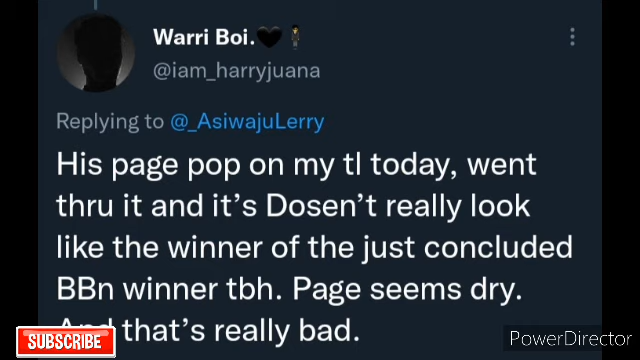 Warri Boi.🖤🕴🏿
@iam_harryjuana
Replying to @_AsiwajuLerry
His page pop on my tl today, went
thru it and it’s Dosen’t really look
like the winner of the just concluded
BBn winner tbh. Page seems dry.
that’s really bad.
SUBSCRIBE
PowerDirector